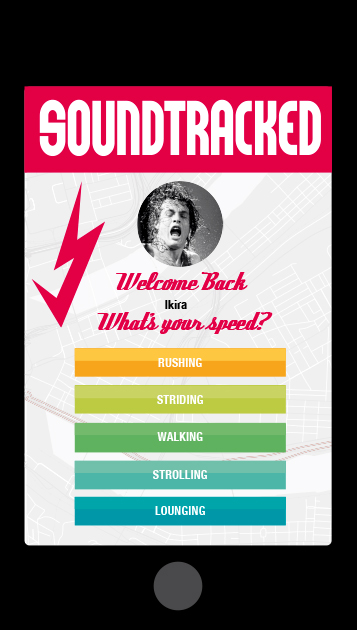 SOUNDTRACKED
Welcome Back
Ikira
What's your speed?
RUSHING
STRIDING
WALKING
STROLLING
LOUNGING